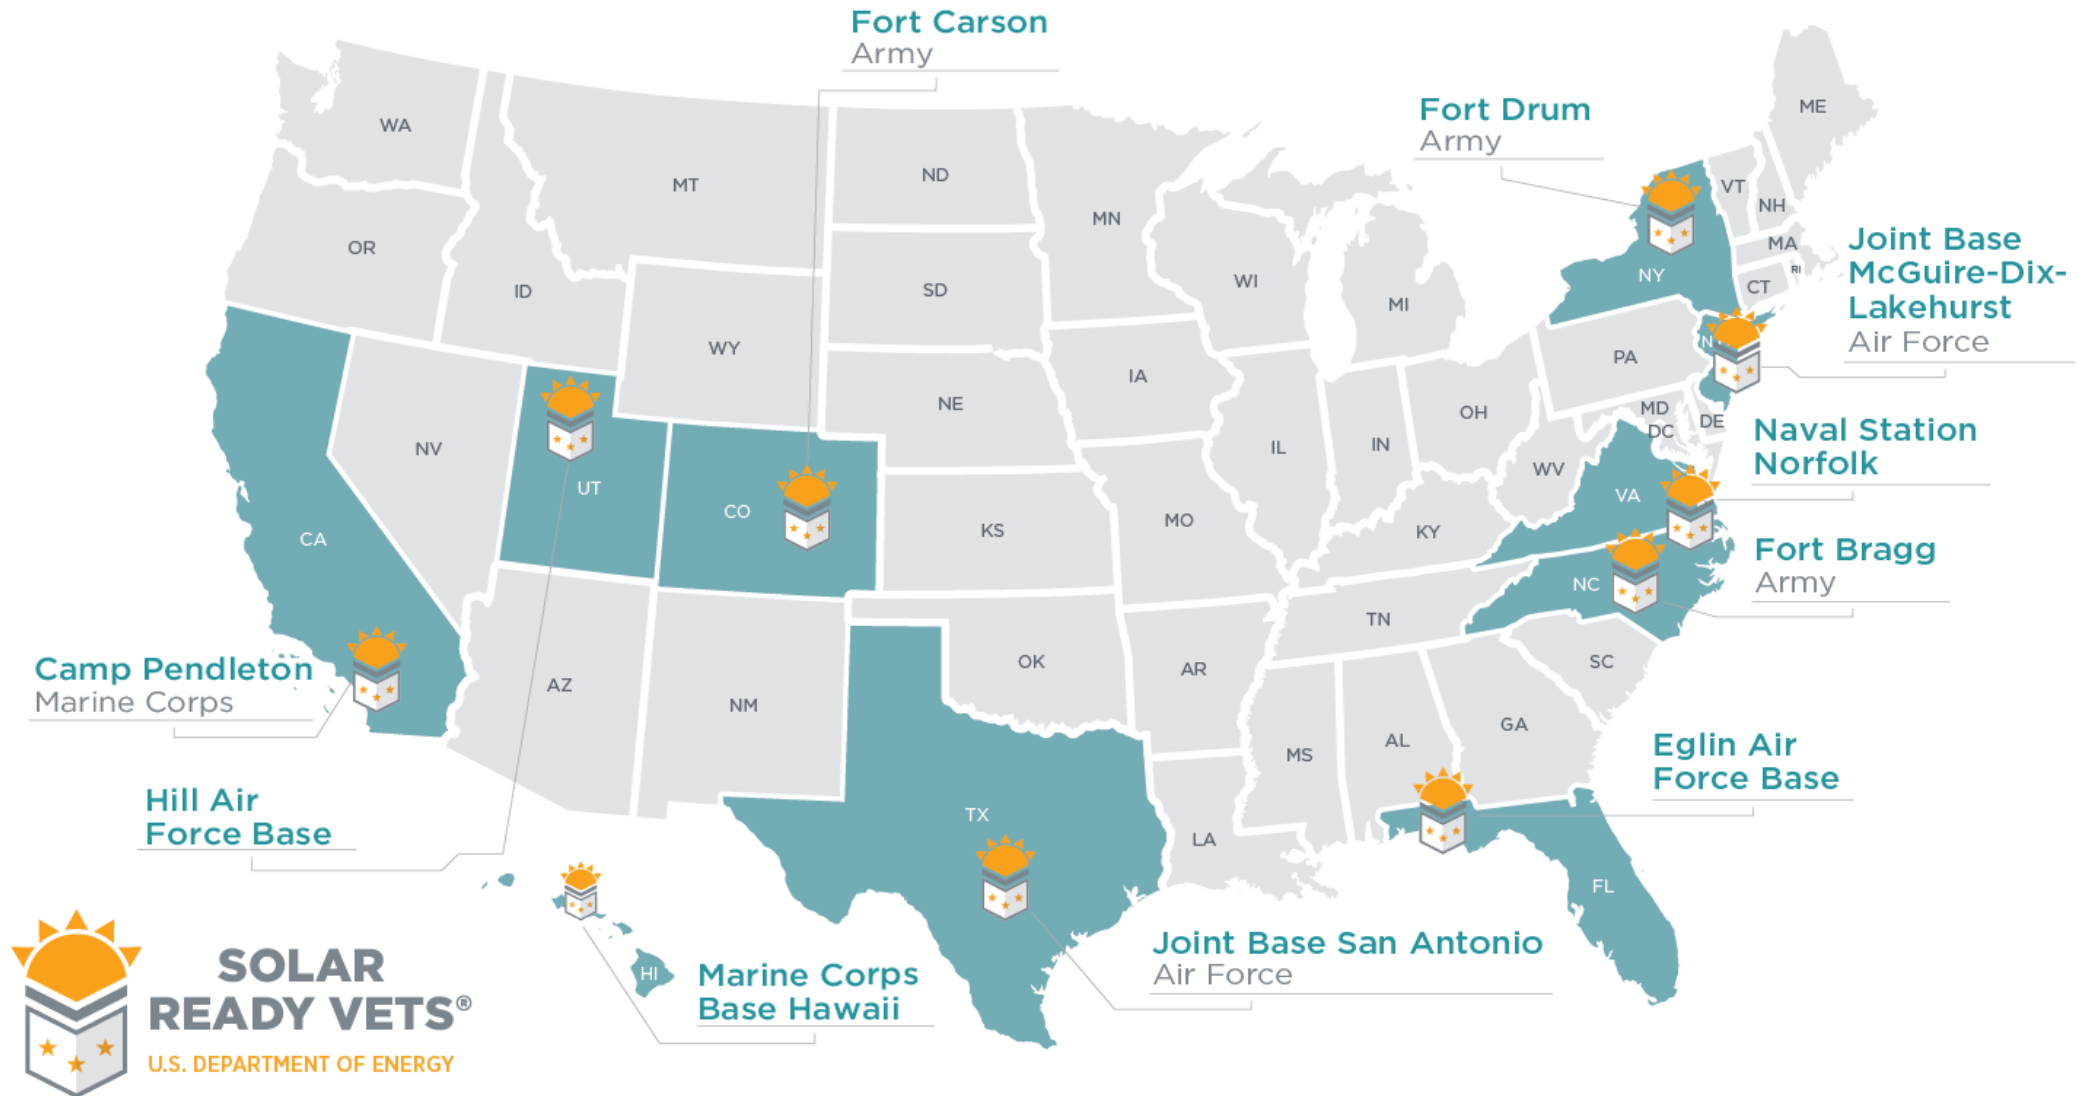 Fort Carson
Army
Fort Drum
Army
ME
WA
MT
ND
MN
VT
NH
OR
ID
SD
WI
MI
NY
MA
CT
RI
Joint Base
McGuire-Dix-
Lakehurst
Air Force
WY
NE
IA
PA
NV
UT
CO
KS
MO
IL
IN
OH
WV
MD
DC
DE
VA
KY
Naval Station
Norfolk
CA
NC
TN
Fort Bragg
Army
AZ
NM
OK
AR
SC
MS
AL
GA
Camp Pendleton
Marine Corps
Eglin Air
Force Base
Hill Air
Force Base
TX
LA
FL
HI
Marine Corps
Base Hawaii
Joint Base San Antonio
Air Force
SOLAR
READY VETS®
U.S. DEPARTMENT OF ENERGY